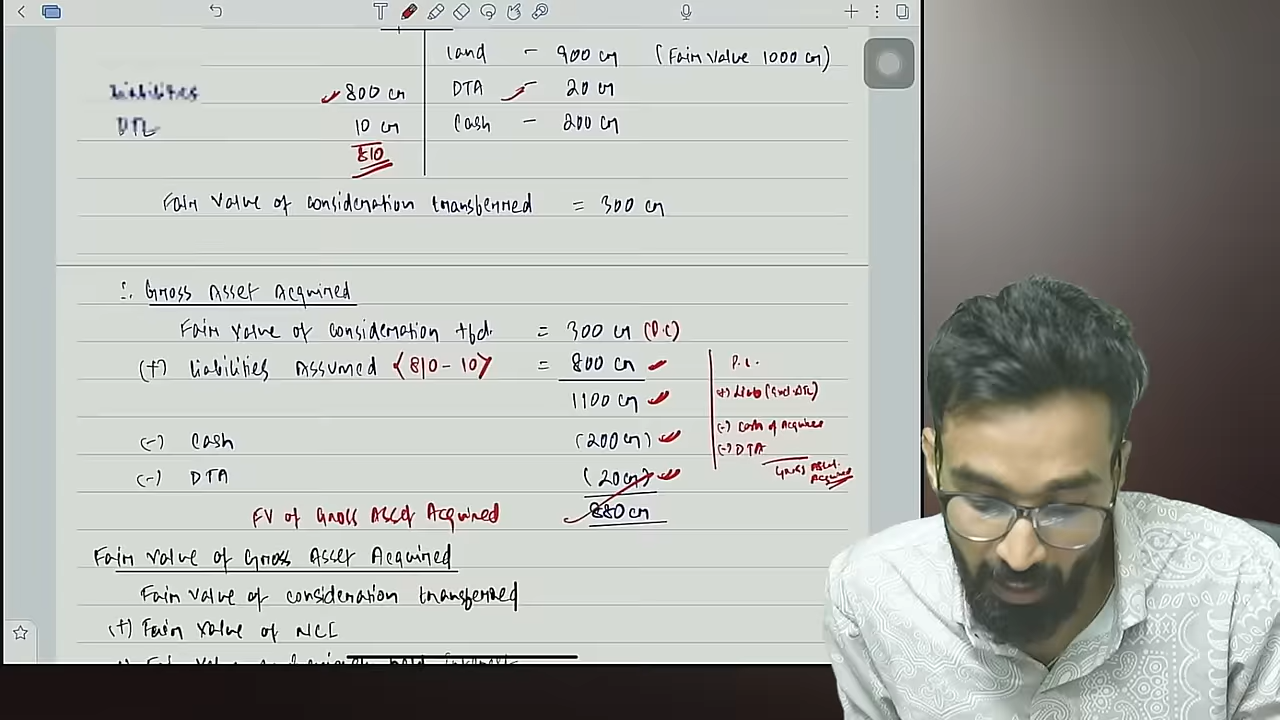 Land - 900 cr (Fair Value 1000 cr)
Liabilities 800 cr DTA - 20 cr
DTL 10 cr Cash - 200 cr
810
Fair Value of consideration transferred = 300 cr
∴ Gross Asset Acquired
Fair value of consideration tfd. = 300 cr (P.C)
(+) Liabilities Assumed <810-10> = 800 cr
1100 cr
(-) Cash (200 cr)
(-) DTA (20 cr)
FV of Gross Asset Acquired 880 cr
P.C.
(+) Liab (excl. DTL)
(-) Cash of Acquiree
(-) DTA
Gross Asset Acquired
Fair value of Gross Asset Acquired
Fair value of consideration transferred
(+) Fair value of NCI